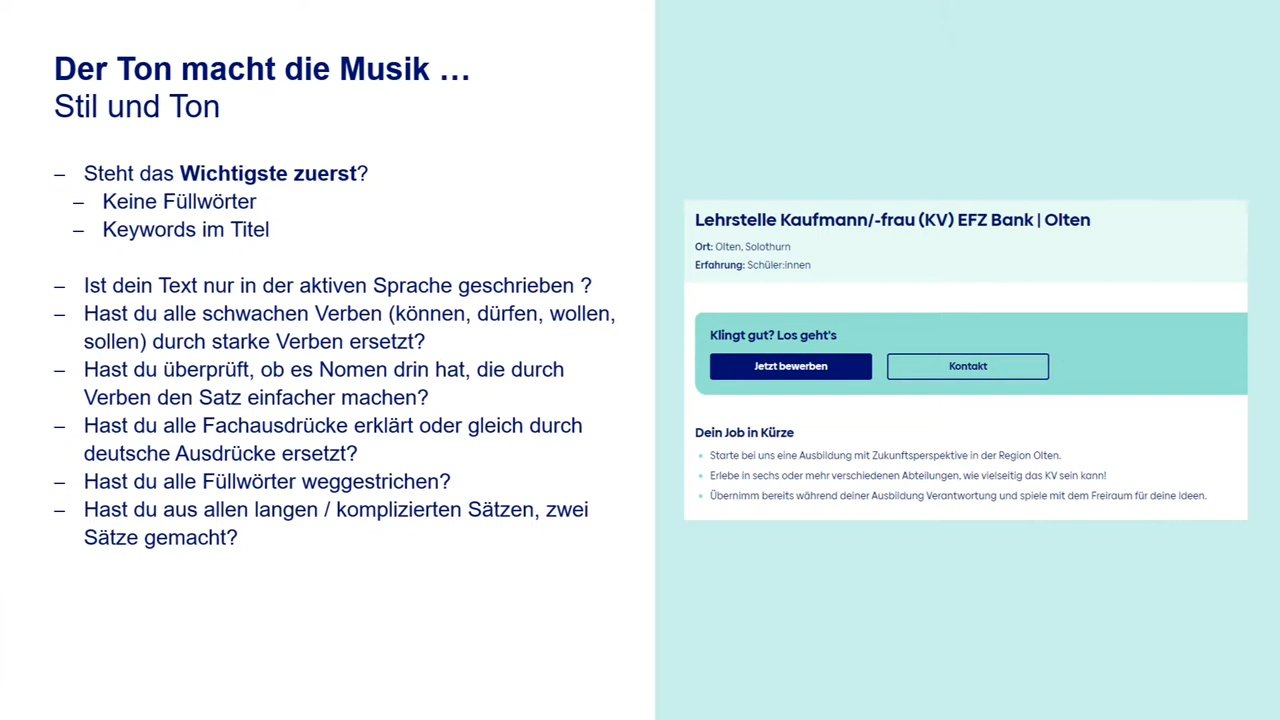 Der Ton macht die Musik …
Stil und Ton
– Steht das Wichtigste zuerst?
– Keine Füllwörter
– Keywords im Titel
– Ist dein Text nur in der aktiven Sprache geschrieben ?
– Hast du alle schwachen Verben (können, dürfen, wollen,
sollen) durch starke Verben ersetzt?
– Hast du überprüft, ob es Nomen drin hat, die durch
Verben den Satz einfacher machen?
– Hast du alle Fachausdrücke erklärt oder gleich durch
deutsche Ausdrücke ersetzt?
– Hast du alle Füllwörter weggestrichen?
– Hast du aus allen langen / komplizierten Sätzen, zwei
Sätze gemacht?
Lehrstelle Kaufmann/-frau (KV) EFZ Bank | Olten
Ort: Olten, Solothurn
Erfahrung: Schüler:innen
Klingt gut? Los geht's
Jetzt bewerben
Kontakt
Dein Job in Kürze
• Starte bei uns eine Ausbildung mit Zukunftsperspektive in der Region Olten.
• Erlebe in sechs oder mehr verschiedenen Abteilungen, wie vielseitig das KV sein kann!
• Übernimm bereits während deiner Ausbildung Verantwortung und spiele mit dem Freiraum für deine Ideen.